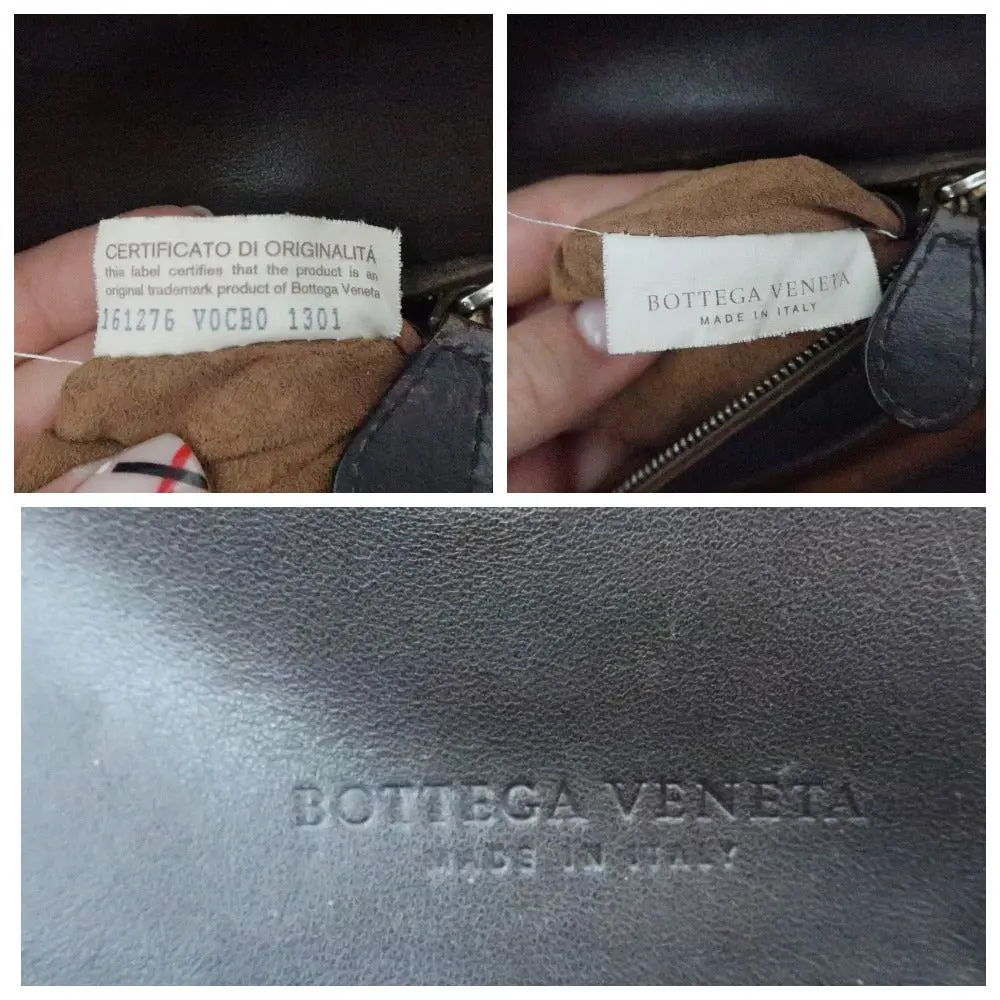 CERTIFICATO DI ORIGINALITÁ
this label certifies that the product is an
original trademark product of Bottega Veneta
161276 V0CB0 1301
BOTTEGA VENETA
MADE IN ITALY
BOTTEGA VENETA
MADE IN ITALY